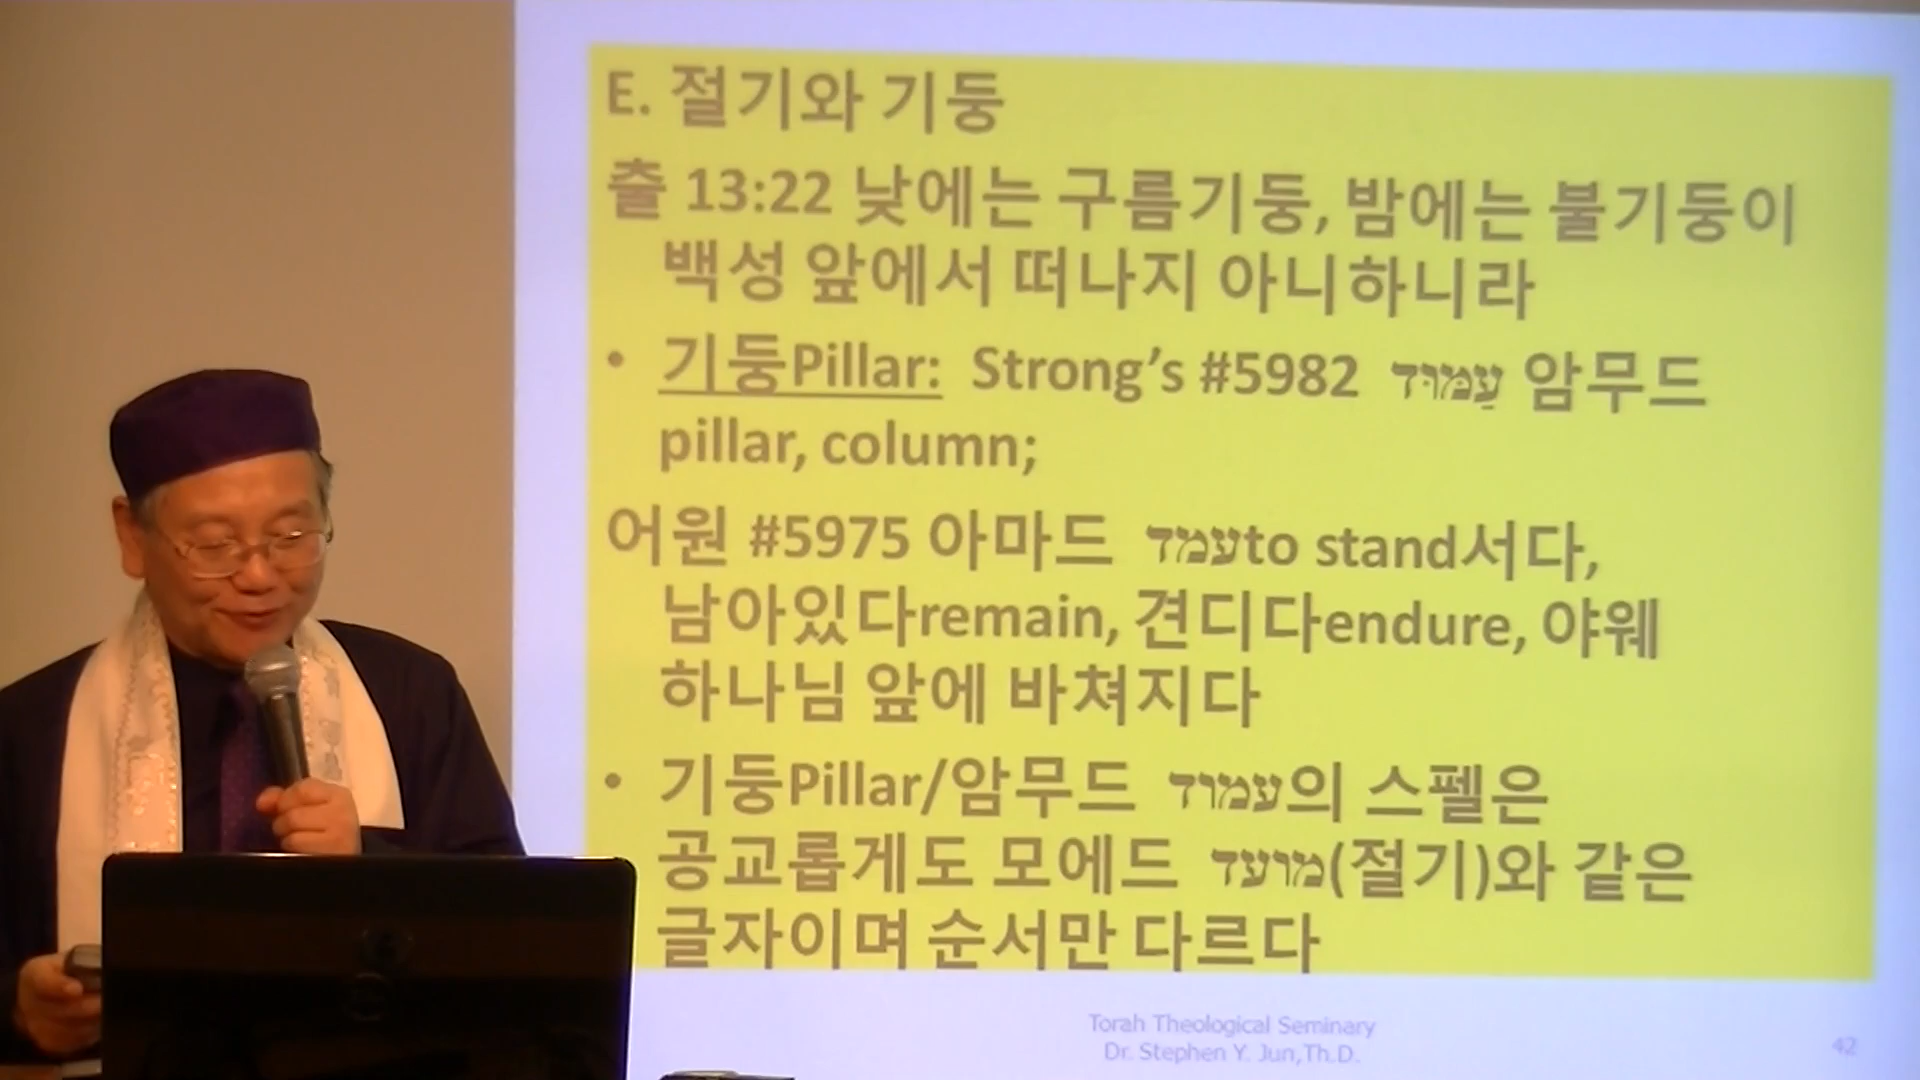 E. 절기와 기둥
출 13:22 낮에는 구름기둥, 밤에는 불기둥이
백성 앞에서 떠나지 아니하니라
• 기둥Pillar: Strong's #5982 עַמּוּד 암무드
pillar, column;
어원 #5975 아마드 עמד to stand서다,
남아있다remain, 견디다endure, 야웨
하나님 앞에 바쳐지다
• 기둥Pillar/암무드 עמוד의 스펠은
공교롭게도 모에드 מועד(절기)와 같은
글자이며 순서만 다르다
Torah Theological Seminary
Dr. Stephen Y. Jun,Th.D.
42